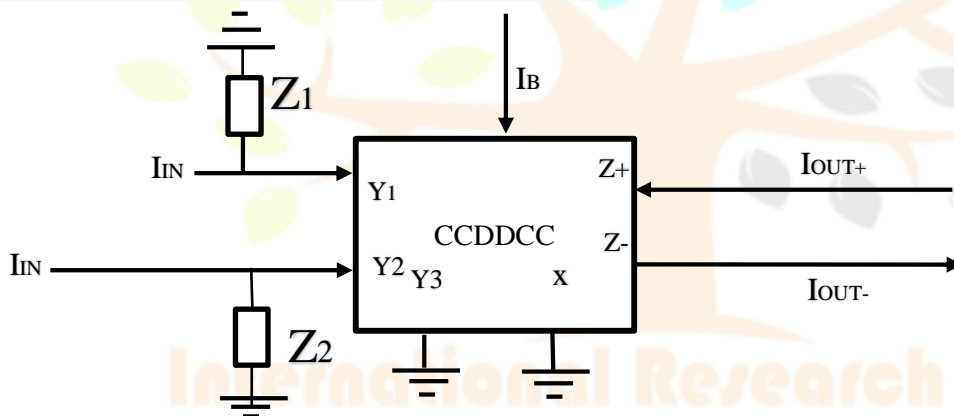 Z1
IB
IIN
IOUT+
Z+
Y1
CCDDCC
Z-
IIN
Y2 Y3
X
IOUT-
Z2
International Research